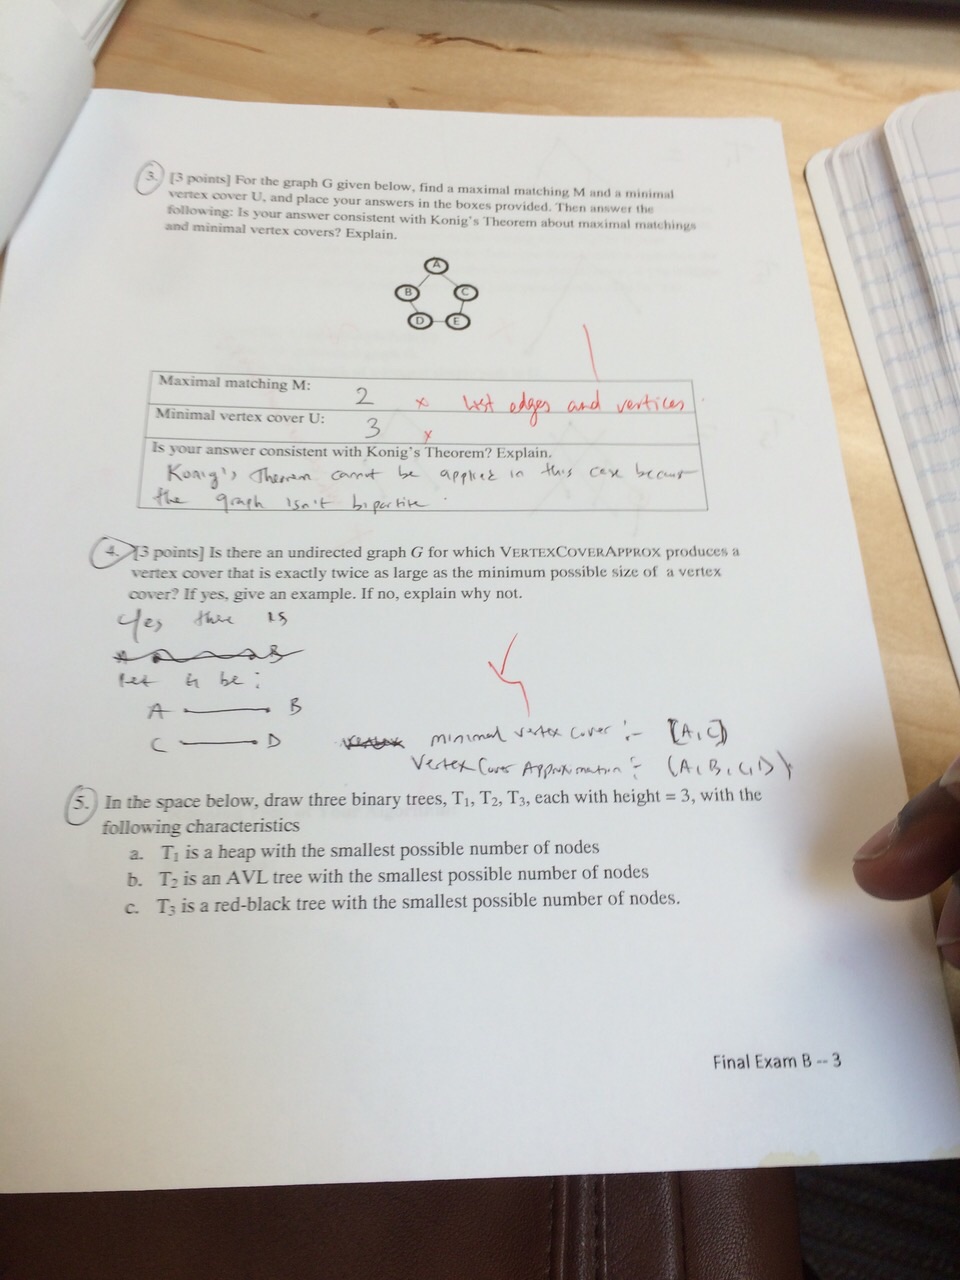 3. [3 points] For the graph G given below, find a maximal matching M and a minimal
vertex cover U, and place your answers in the boxes provided. Then answer the
following: Is your answer consistent with Konig's Theorem about maximal matchings
and minimal vertex covers? Explain.
A
B C
D E
Maximal matching M: 2 x list edges and vertices
Minimal vertex cover U: 3 x
Is your answer consistent with Konig's Theorem? Explain.
Konig's Theorem cannot be applied in this case because
the graph isn't bipartite.
4. [3 points] Is there an undirected graph G for which VERTEXCOVERAPPROX produces a
vertex cover that is exactly twice as large as the minimum possible size of a vertex
cover? If yes, give an example. If no, explain why not.
Yes there is
let G be:
A B
C D minimal vertex cover :- {A, C}
Vertex Cover Approximation :- {A, B, C, D}
5. In the space below, draw three binary trees, T1, T2, T3, each with height = 3, with the
following characteristics
a. T1 is a heap with the smallest possible number of nodes
b. T2 is an AVL tree with the smallest possible number of nodes
c. T3 is a red-black tree with the smallest possible number of nodes.
Final Exam B -- 3